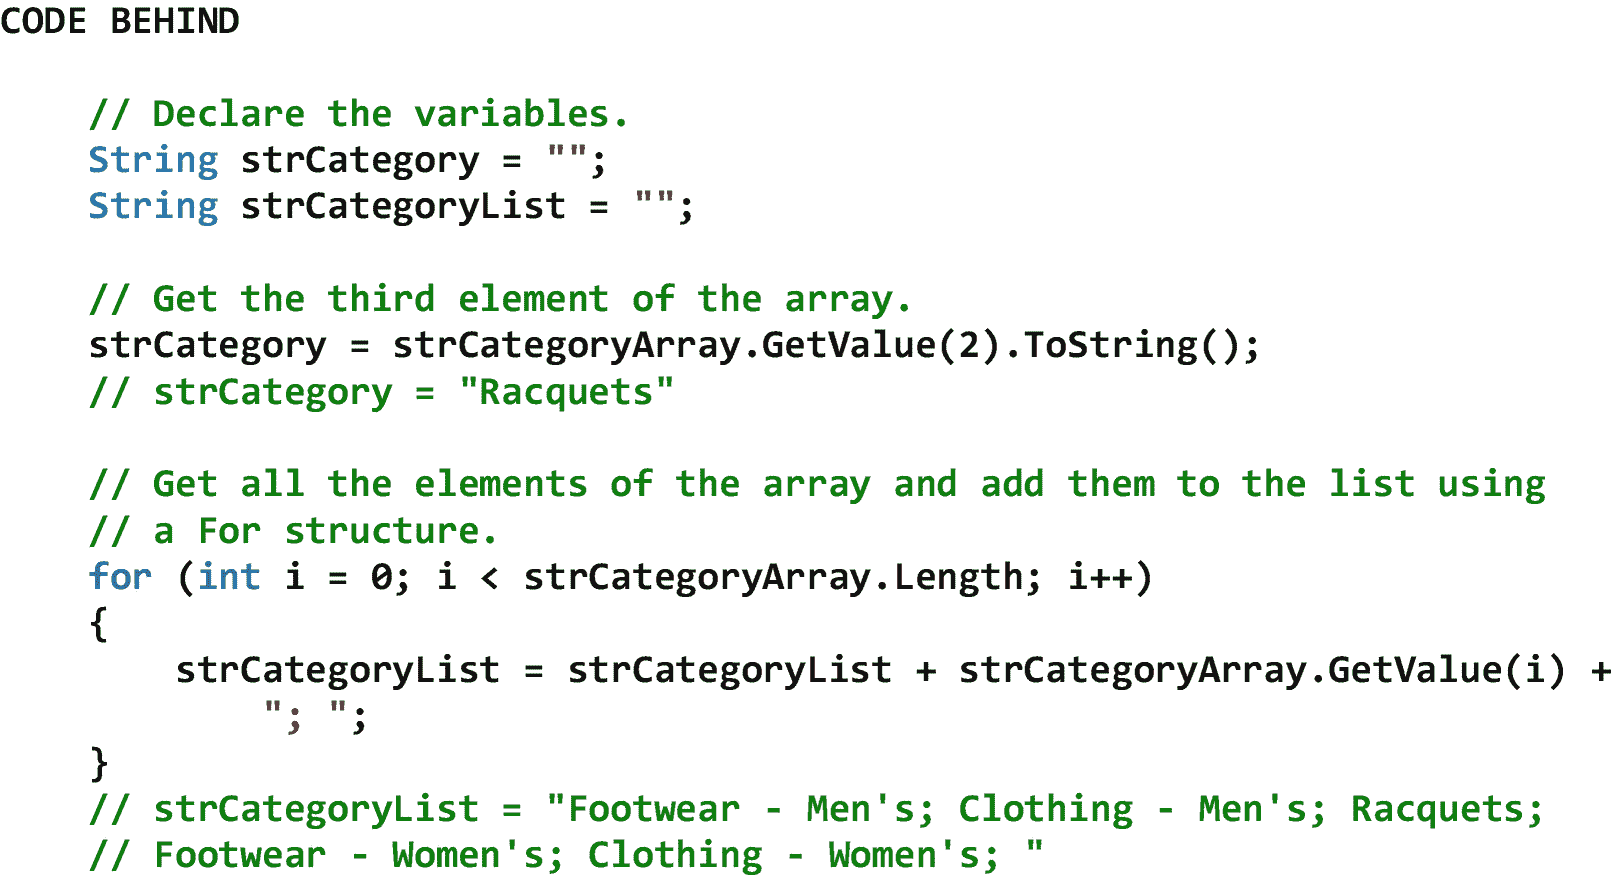 CODE BEHIND
// Declare the variables.
String strCategory = "";
String strCategoryList = "";
// Get the third element of the array.
strCategory = strCategoryArray.GetValue(2).ToString();
// strCategory = "Racquets"
// Get all the elements of the array and add them to the list using
// a For structure.
for (int i = 0; i < strCategoryArray.Length; i++)
{
strCategoryList = strCategoryList + strCategoryArray.GetValue(i) +
"; ";
}
// strCategoryList = "Footwear - Men's; Clothing - Men's; Racquets;
// Footwear - Women's; Clothing - Women's; "